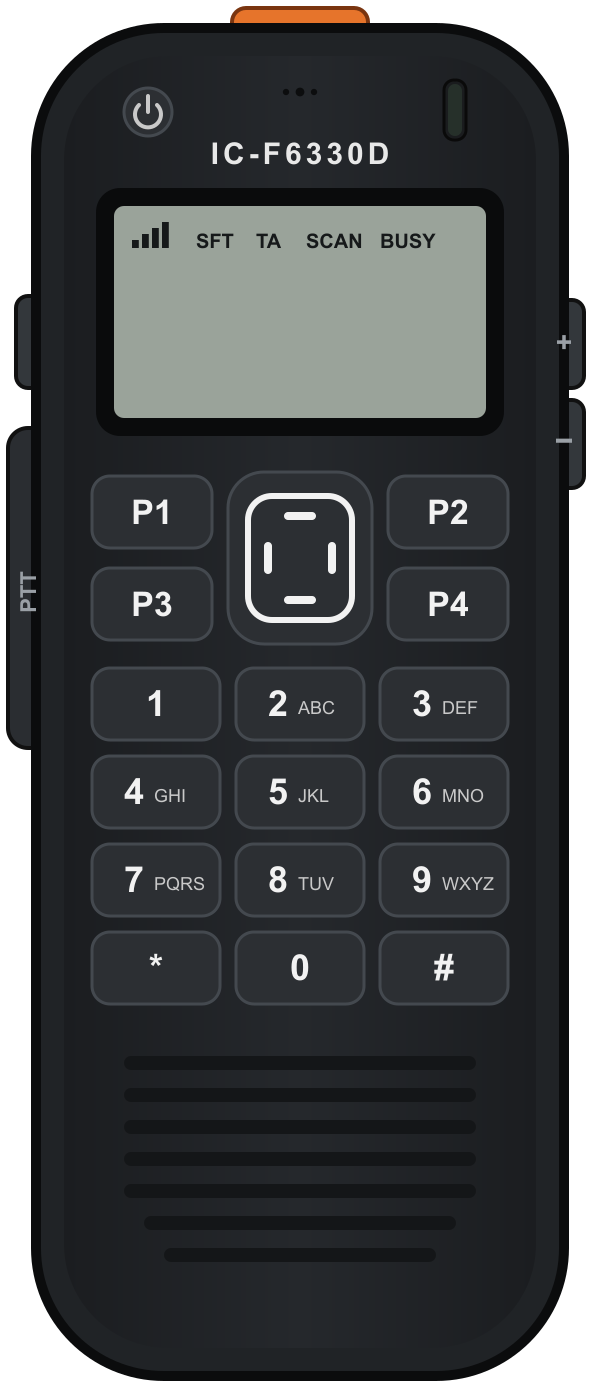 IC-F6330D
SFT TA SCAN BUSY
+
−
P1 P2
PTT
P3 P4
1 2 ABC 3 DEF
4 GHI 5 JKL 6 MNO
7 PQRS 8 TUV 9 WXYZ
* 0 #